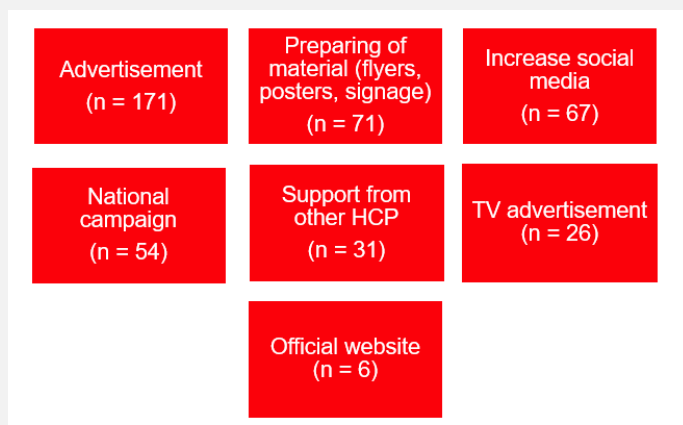 Advertisement
(n = 171)
Preparing of
material (flyers,
posters, signage)
(n = 71)
Increase social
media
(n = 67)
National
campaign
(n = 54)
Support from
other HCP
(n = 31)
TV advertisement
(n = 26)
Official website
(n = 6)